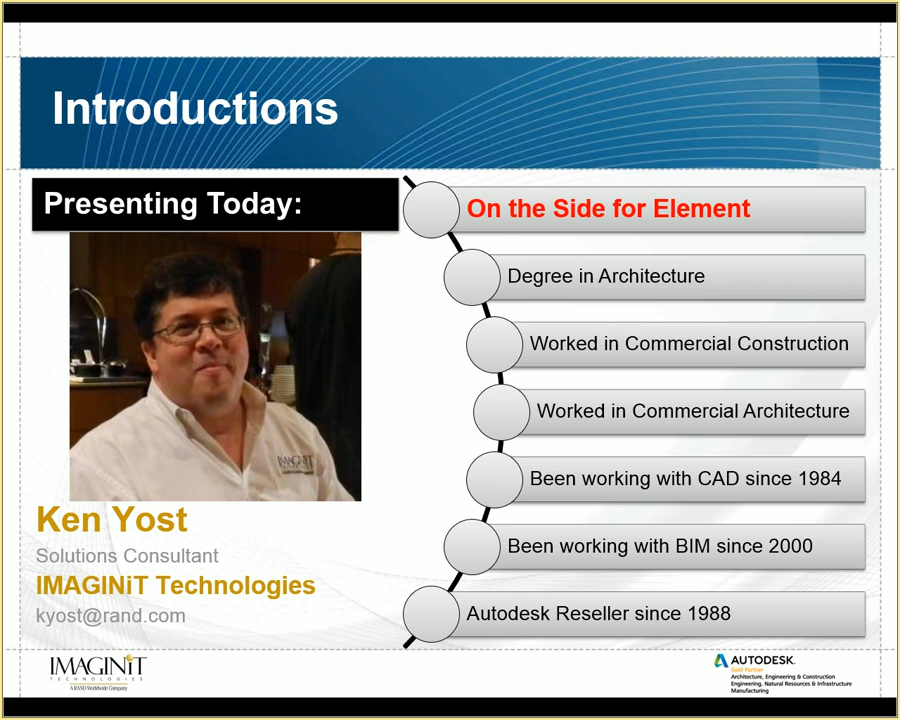 Introductions
Presenting Today:
IMAGINiT
Ken Yost
Solutions Consultant
IMAGINiT Technologies
kyost@rand.com
On the Side for Element
Degree in Architecture
Worked in Commercial Construction
Worked in Commercial Architecture
Been working with CAD since 1984
Been working with BIM since 2000
Autodesk Reseller since 1988
IMAGINiT
TECHNOLOGIES
A RAND Worldwide Company
AUTODESK.
Gold Partner
Architecture, Engineering & Construction
Engineering, Natural Resources & Infrastructure
Manufacturing